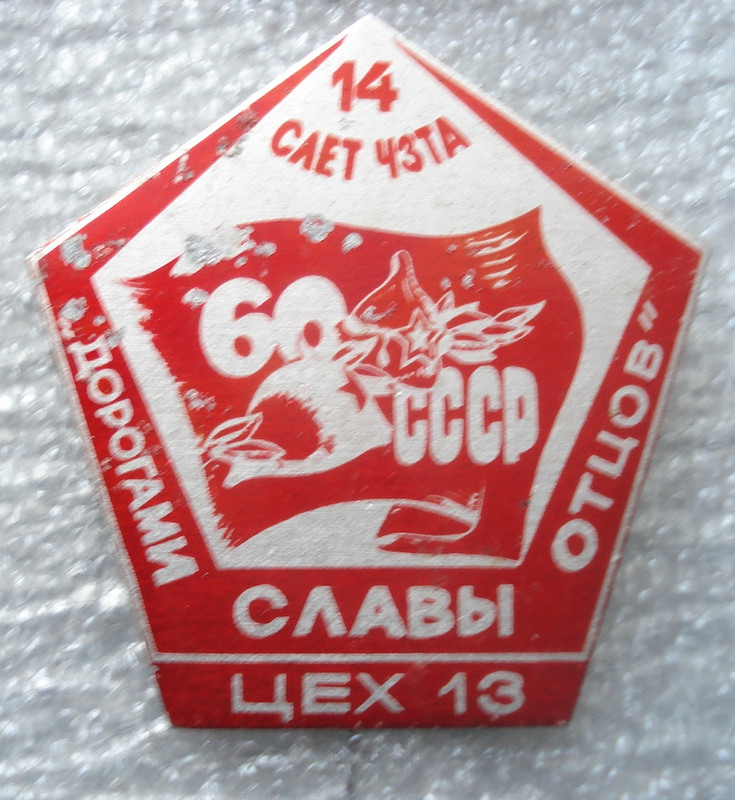 14
СЛЕТ ЧЗТА
60
СССР
„ДОРОГАМИ
СЛАВЫ
ОТЦОВ"
ЦЕХ 13